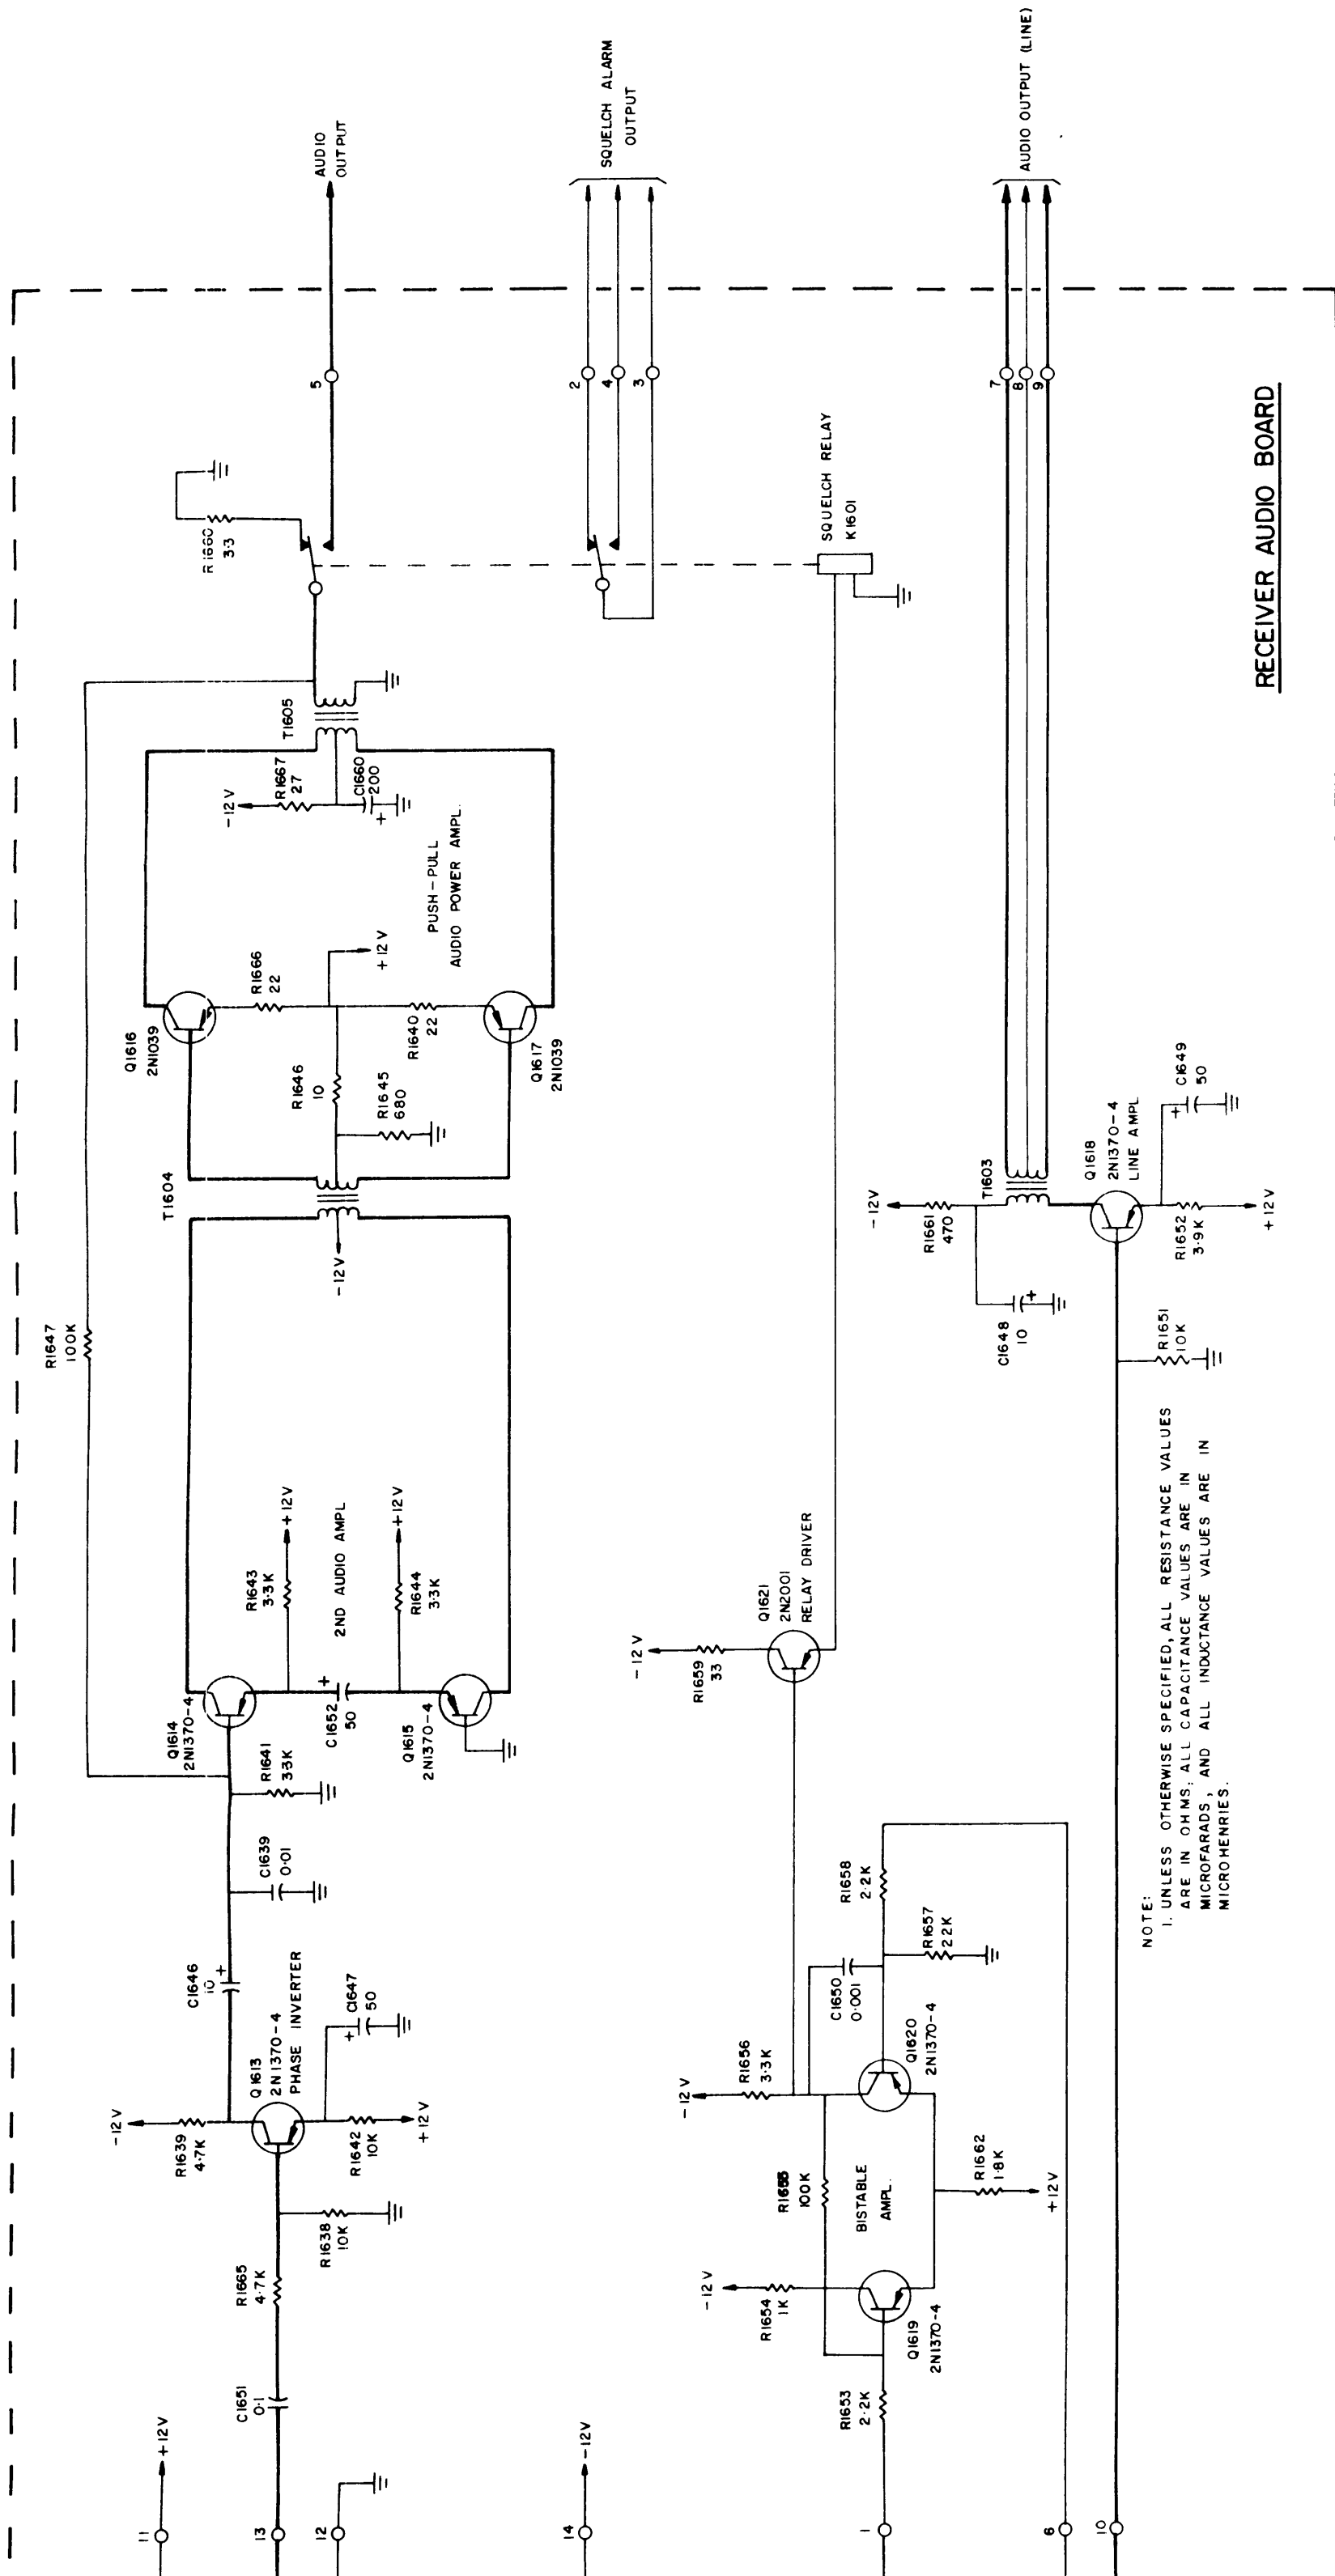 AUDIO
OUTPUT
SQUELCH ALARM
OUTPUT
AUDIO OUTPUT (LINE)
5
2
4
3
7
8
9
R1660
3.3
SQUELCH RELAY
K1601
RECEIVER AUDIO BOARD
T1605
-12V
R1667
27
C1660
200
+
PUSH-PULL
AUDIO POWER AMPL.
+12V
Q1616
2N1039
R1666
22
R1646
10
R1640
22
R1645
680
Q1617
2N1039
T1604
-12V
R1647
100K
-12V
R1661
470
T1603
Q1618
2N1370-4
LINE AMPL
C1649
50
+
C1648
10
+
R1652
3.9K
+12V
R1651
10K
Q1614
2N1370-4
R1643
3.3K
+12V
2ND AUDIO AMPL
+12V
R1644
3.3K
C1652
50
+
Q1615
2N1370-4
R1641
33K
C1639
0.01
-12V
R1659
33
Q1621
2N2001
RELAY DRIVER
NOTE:
1. UNLESS OTHERWISE SPECIFIED, ALL RESISTANCE VALUES
ARE IN OHMS; ALL CAPACITANCE VALUES ARE IN
MICROFARADS, AND ALL INDUCTANCE VALUES ARE IN
MICROHENRIES.
C1646
10
+
-12V
R1639
4.7K
Q1613
2N1370-4
PHASE INVERTER
R1642
10K
+12V
+
C1647
50
R1665
4.7K
R1638
10K
C1651
0.1
11
+12V
13
12
14
-12V
-12V
R1656
3.3K
C1650
0.001
R1658
2.2K
R1657
22K
Q1620
2N1370-4
R1655
100K
BISTABLE
AMPL.
R1662
1.8K
+12V
-12V
R1654
1K
Q1619
2N1370-4
R1653
2.2K
1
6
10